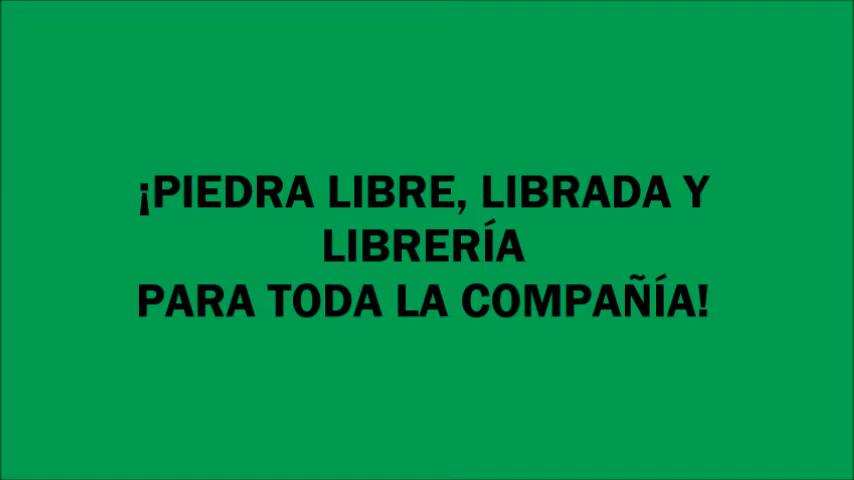 ¡PIEDRA LIBRE, LIBRADA Y
LIBRERÍA
PARA TODA LA COMPAÑÍA!